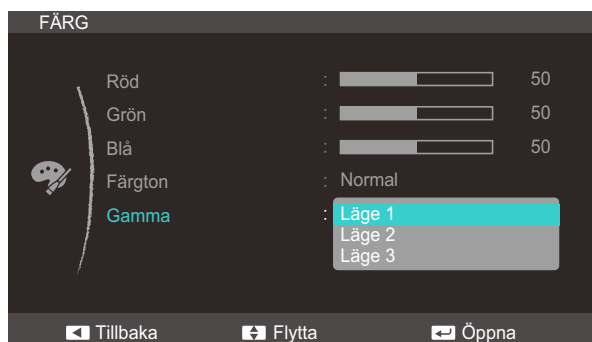 FÄRG
Röd : 50
Grön : 50
Blå : 50
Färgton : Normal
Gamma : Läge 1
Läge 2
Läge 3
Tillbaka Flytta Öppna